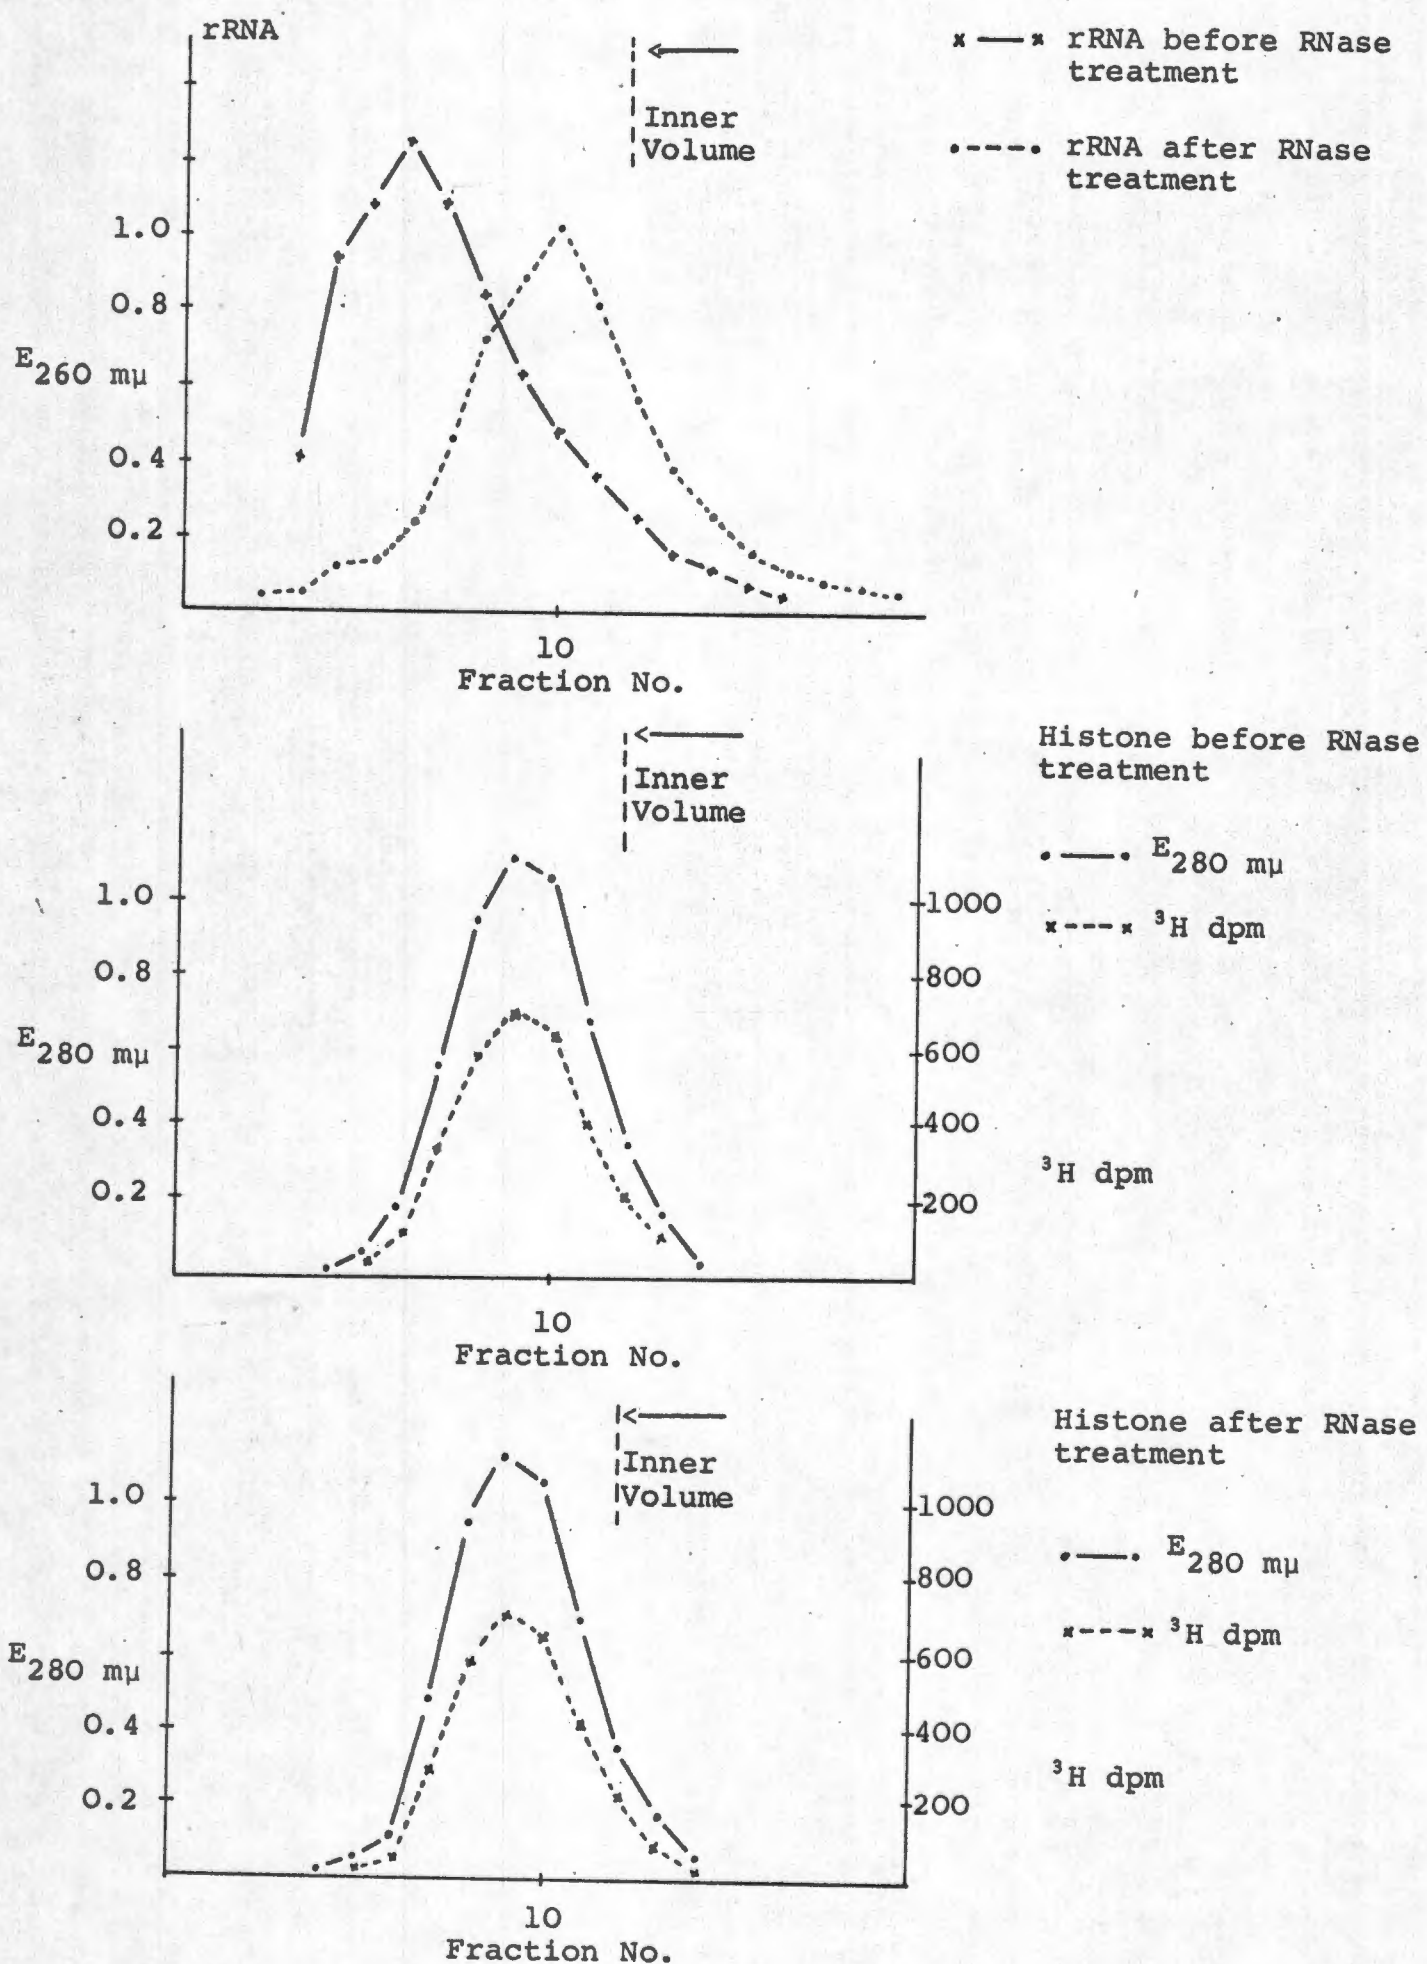 rRNA
x — x rRNA before RNase
treatment
Inner
Volume
•----• rRNA after RNase
treatment
1.0
0.8
E260 mµ
0.4
0.2
10
Fraction No.
Histone before RNase
treatment
Inner
Volume
•——• E280 mµ
x----x ³H dpm
1.0
0.8
E280 mµ
0.4
0.2
1000
800
600
400
200
³H dpm
10
Fraction No.
Histone after RNase
treatment
Inner
Volume
•——• E280 mµ
x----x ³H dpm
1.0
0.8
E280 mµ
0.4
0.2
1000
800
600
400
200
³H dpm
10
Fraction No.